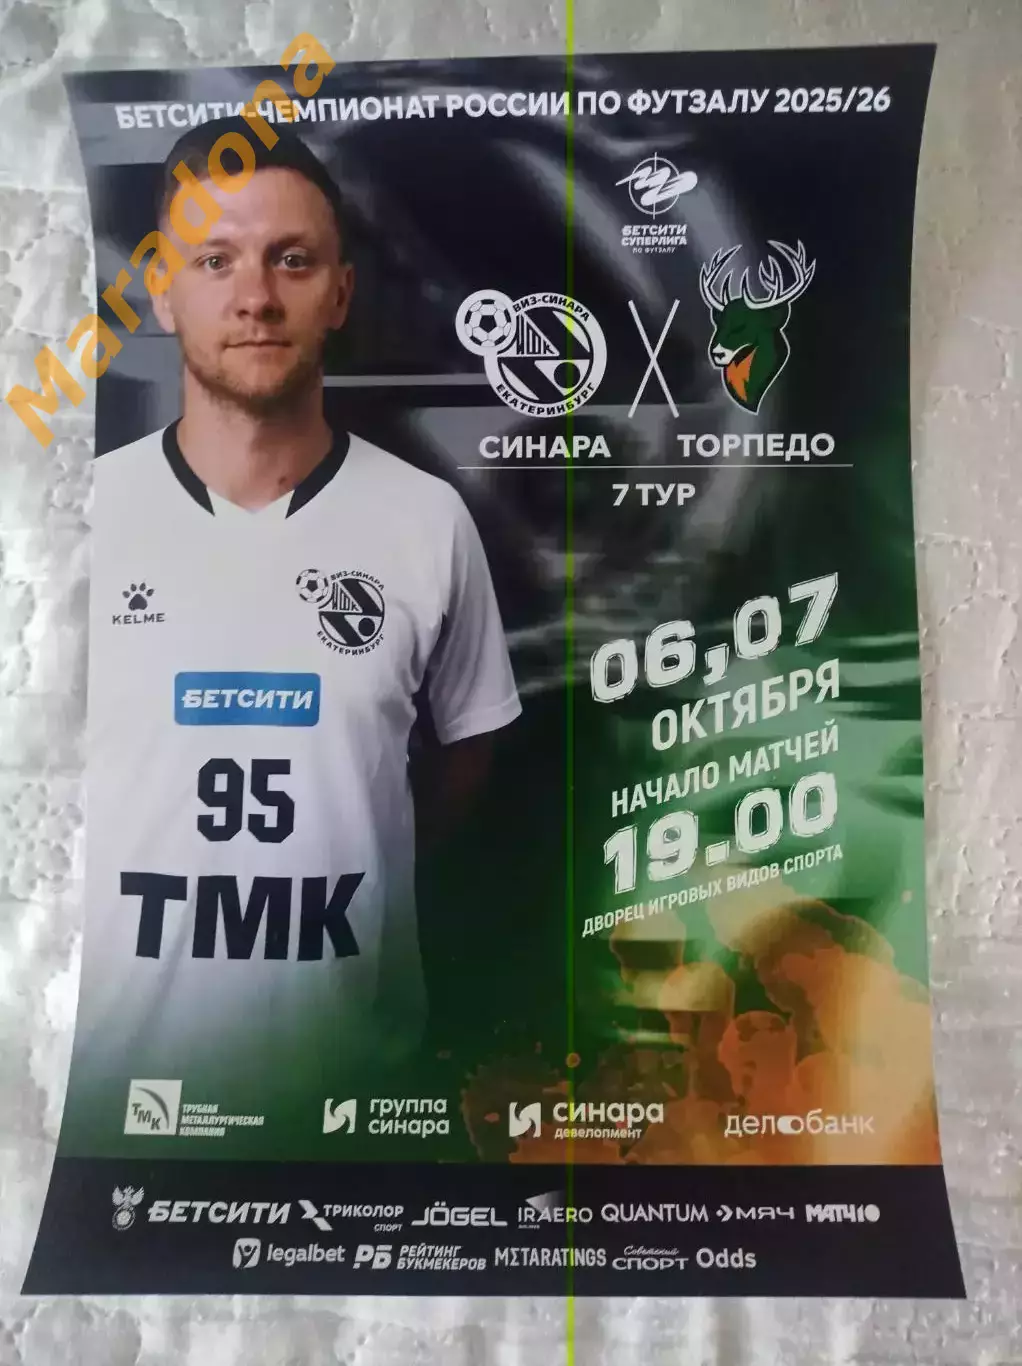 Maradona
БЕТСИТИ-ЧЕМПИОНАТ РОССИИ ПО ФУТЗАЛУ 2025/26
БЕТСИТИ
СУПЕРЛИГА
ПО ФУТЗАЛУ
ВИЗ-СИНАРА
МФК
ЕКАТЕРИНБУРГ
СИНАРА
ТОРПЕДО
7 ТУР
KELME
ВИЗ-СИНАРА
МФК
ЕКАТЕРИНБУРГ
БЕТСИТИ
95
ТМК
06,07
ОКТЯБРЯ
НАЧАЛО МАТЧЕЙ
19.00
ДВОРЕЦ ИГРОВЫХ ВИДОВ СПОРТА
ТМК ТРУБНАЯ
МЕТАЛЛУРГИЧЕСКАЯ
КОМПАНИЯ
ГРУППА
СИНАРА
СИНАРА
ДЕВЕЛОПМЕНТ
ДЕЛОБАНК
БЕТСИТИ ТРИКОЛОР СПОРТ JÖGEL IRAERO QUANTUM МЯЧ МАТЧ
legalbet РБ РЕЙТИНГ БУКМЕКЕРОВ METARATINGS Советский СПОРТ Odds